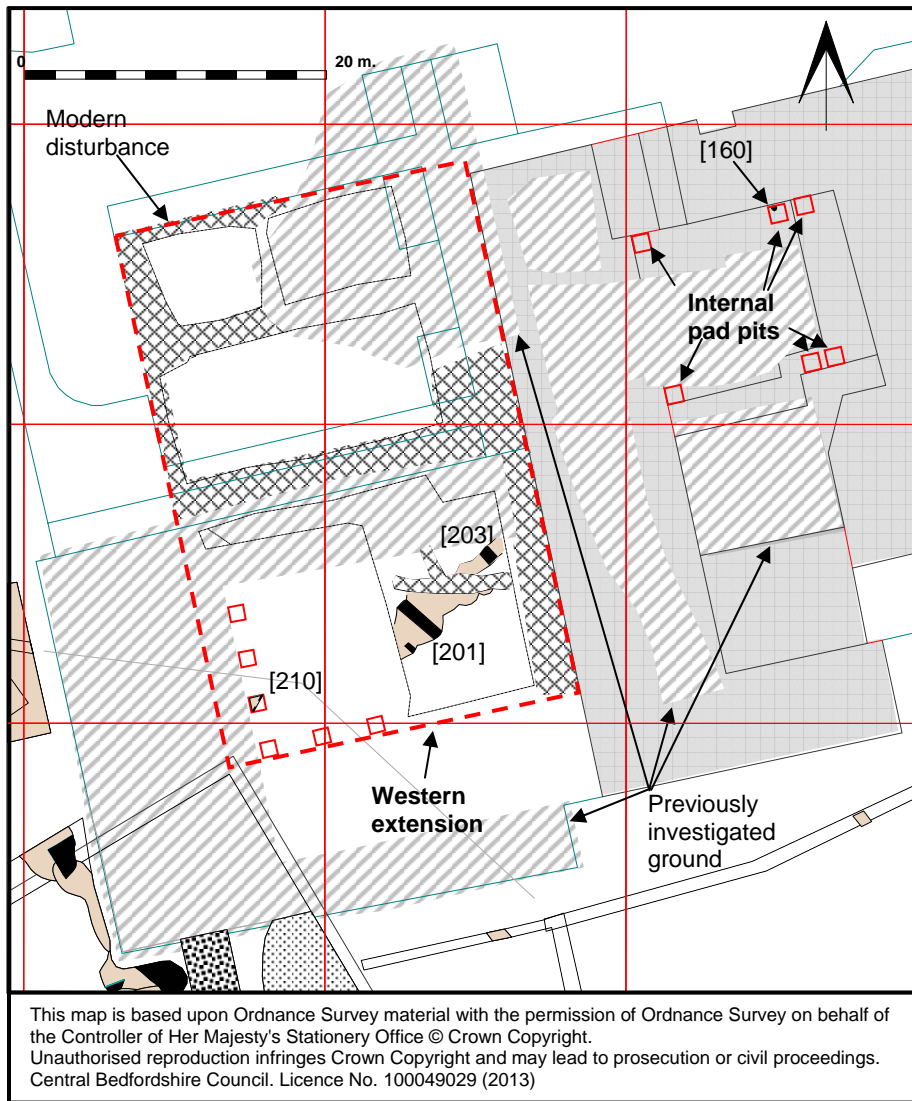 0
20 m.
Modern
disturbance
[160]
Internal
pad pits
[203]
[201]
[210]
Western
extension
Previously
investigated
ground
This map is based upon Ordnance Survey material with the permission of Ordnance Survey on behalf of
the Controller of Her Majesty's Stationery Office © Crown Copyright.
Unauthorised reproduction infringes Crown Copyright and may lead to prosecution or civil proceedings.
Central Bedfordshire Council. Licence No. 100049029 (2013)